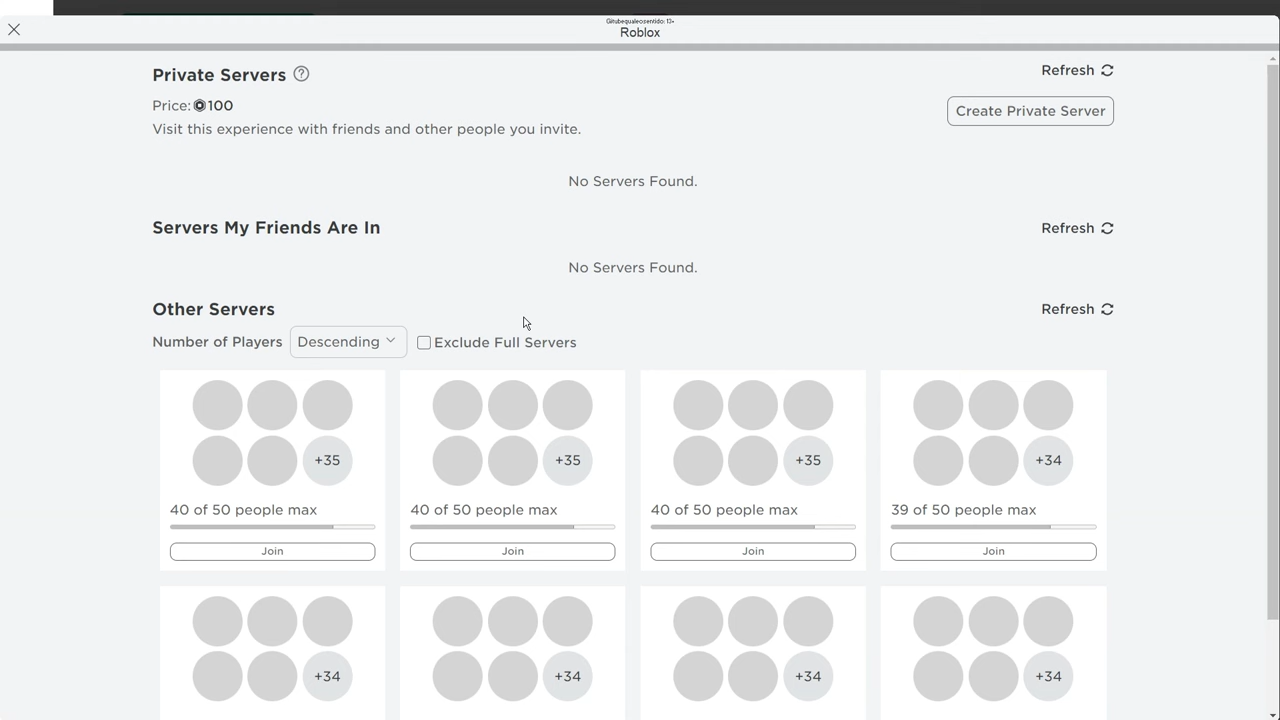 Gitubequaleosentido: 13+
Roblox
Private Servers
Refresh
Price: 100
Create Private Server
Visit this experience with friends and other people you invite.
No Servers Found.
Servers My Friends Are In
Refresh
No Servers Found.
Other Servers
Refresh
Number of Players Descending Exclude Full Servers
+35 +35 +35 +34
40 of 50 people max 40 of 50 people max 40 of 50 people max 39 of 50 people max
Join Join Join Join
+34 +34 +34 +34